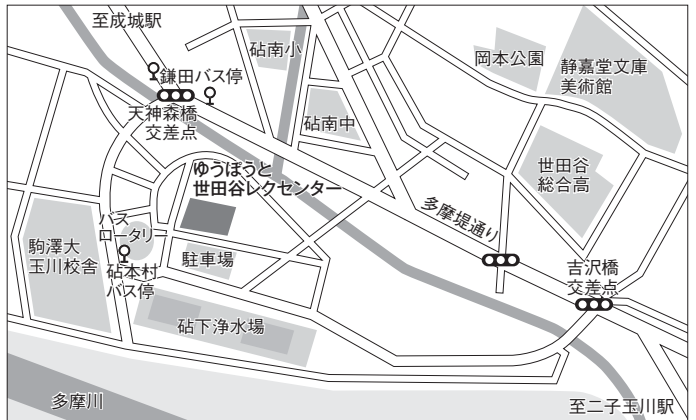 至成城駅
砧南小
岡本公園
静嘉堂文庫
美術館
鎌田バス停
天神森橋
交差点
砧南中
ゆうぽうと
世田谷レクセンター
世田谷
総合高
多摩堤通り
バス
ロータリー
駒澤大
玉川校舎
砧本村
バス停
駐車場
吉沢橋
交差点
砧下浄水場
多摩川
至二子玉川駅